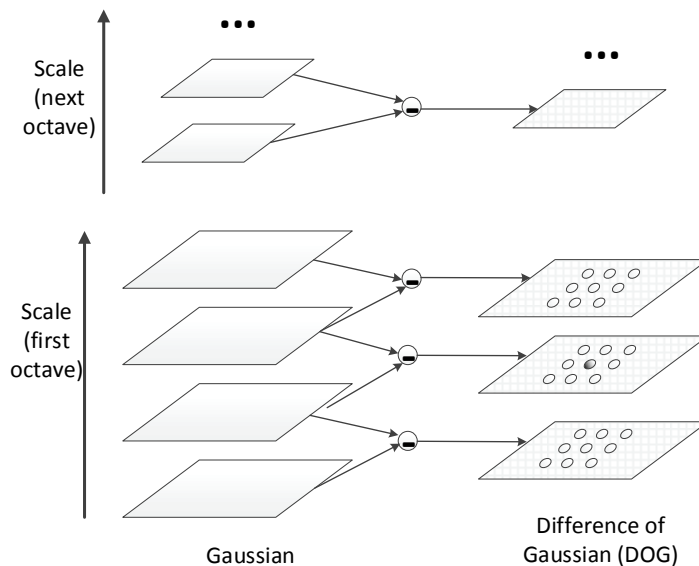 Scale
(next
octave)
Scale
(first
octave)
Gaussian
Difference of
Gaussian (DOG)